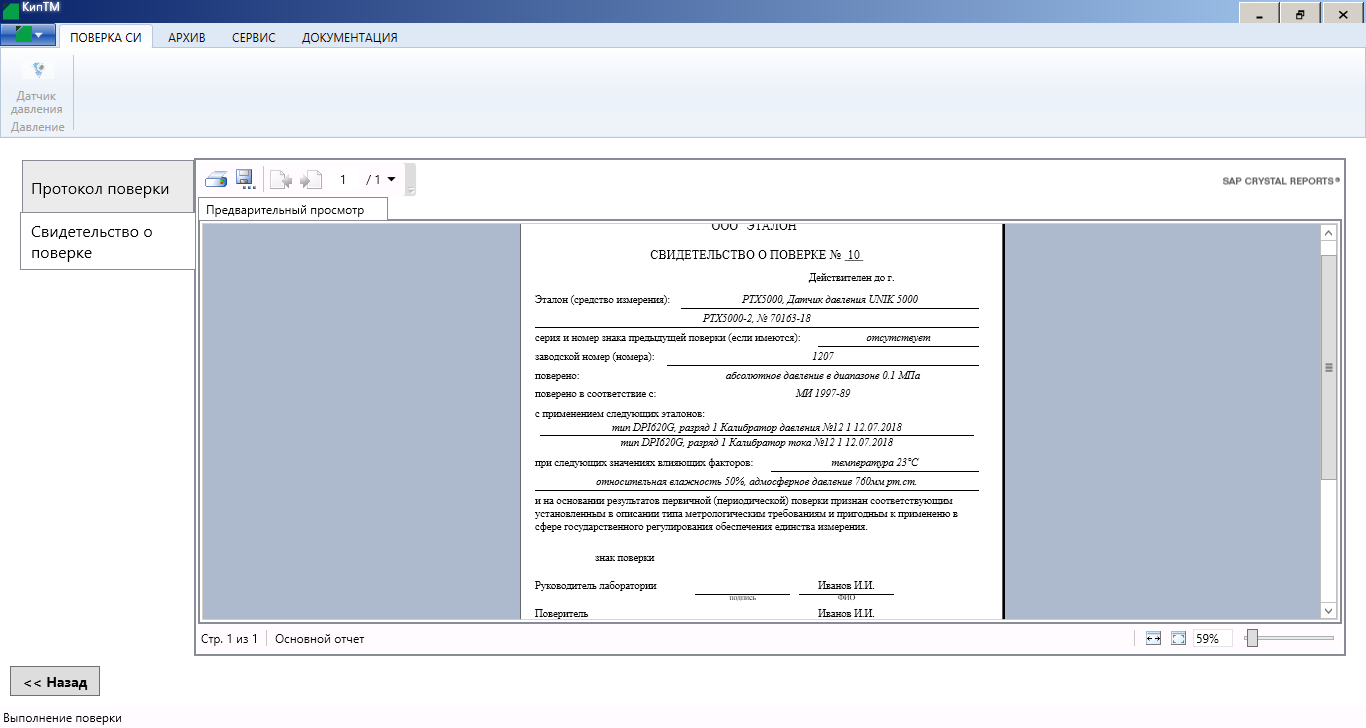 КипТМ
ПОВЕРКА СИ
АРХИВ
СЕРВИС
ДОКУМЕНТАЦИЯ
Датчик
давления
Давление
Протокол поверки
Свидетельство о
поверке
1 / 1
SAP CRYSTAL REPORTS®
Предварительный просмотр
ООО "ЭТАЛОН"
СВИДЕТЕЛЬСТВО О ПОВЕРКЕ № 10
Действителен до г.
Эталон (средство измерения): PTX5000, Датчик давления UNIK 5000
PTX5000-2, № 70163-18
серия и номер знака предыдущей поверки (если имеются): отсутствует
заводской номер (номера): 1207
поверено: абсолютное давление в диапазоне 0.1 МПа
поверено в соответствие с: МИ 1997-89
с применением следующих эталонов:
тип DPI620G, разряд 1 Калибратор давления №12 1 12.07.2018
тип DPI620G, разряд 1 Калибратор тока №12 1 12.07.2018
при следующих значениях влияющих факторов: температура 23°C
относительная влажность 50%, адмосферное давление 760мм рт.ст.
и на основании результатов первичной (периодической) поверки признан соответствующим
установленным в описании типа метрологическим требованиям и пригодным к применеию в
сфере государственного регулирования обеспечения единства измерения.
знак поверки
Руководитель лаборатории Иванов И.И.
подпись ФИО
Поверитель Иванов И.И.
Стр. 1 из 1 Основной отчет
59%
<< Назад
Выполнение поверки